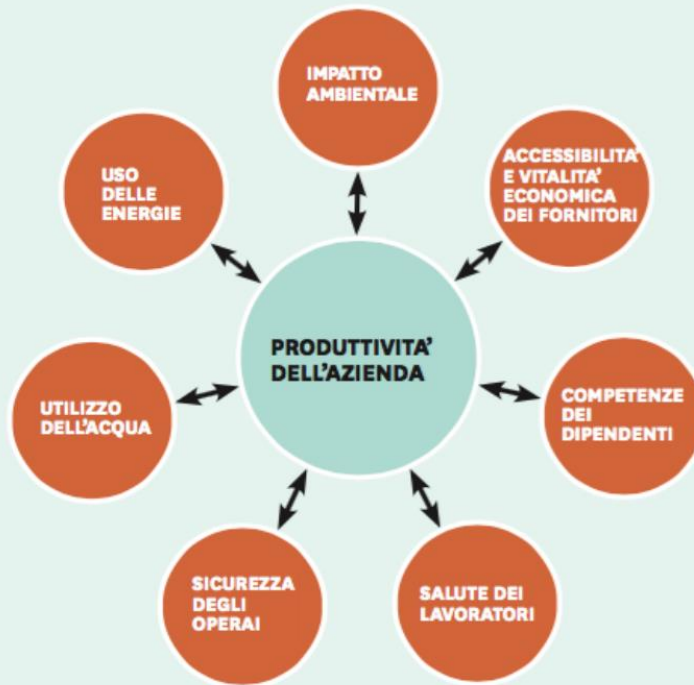 IMPATTO
AMBIENTALE
ACCESSIBILITA'
E VITALITA'
ECONOMICA
DEI FORNITORI
USO
DELLE
ENERGIE
PRODUTTIVITA'
DELL'AZIENDA
COMPETENZE
DEI
DIPENDENTI
UTILIZZO
DELL'ACQUA
SICUREZZA
DEGLI
OPERAI
SALUTE DEI
LAVORATORI